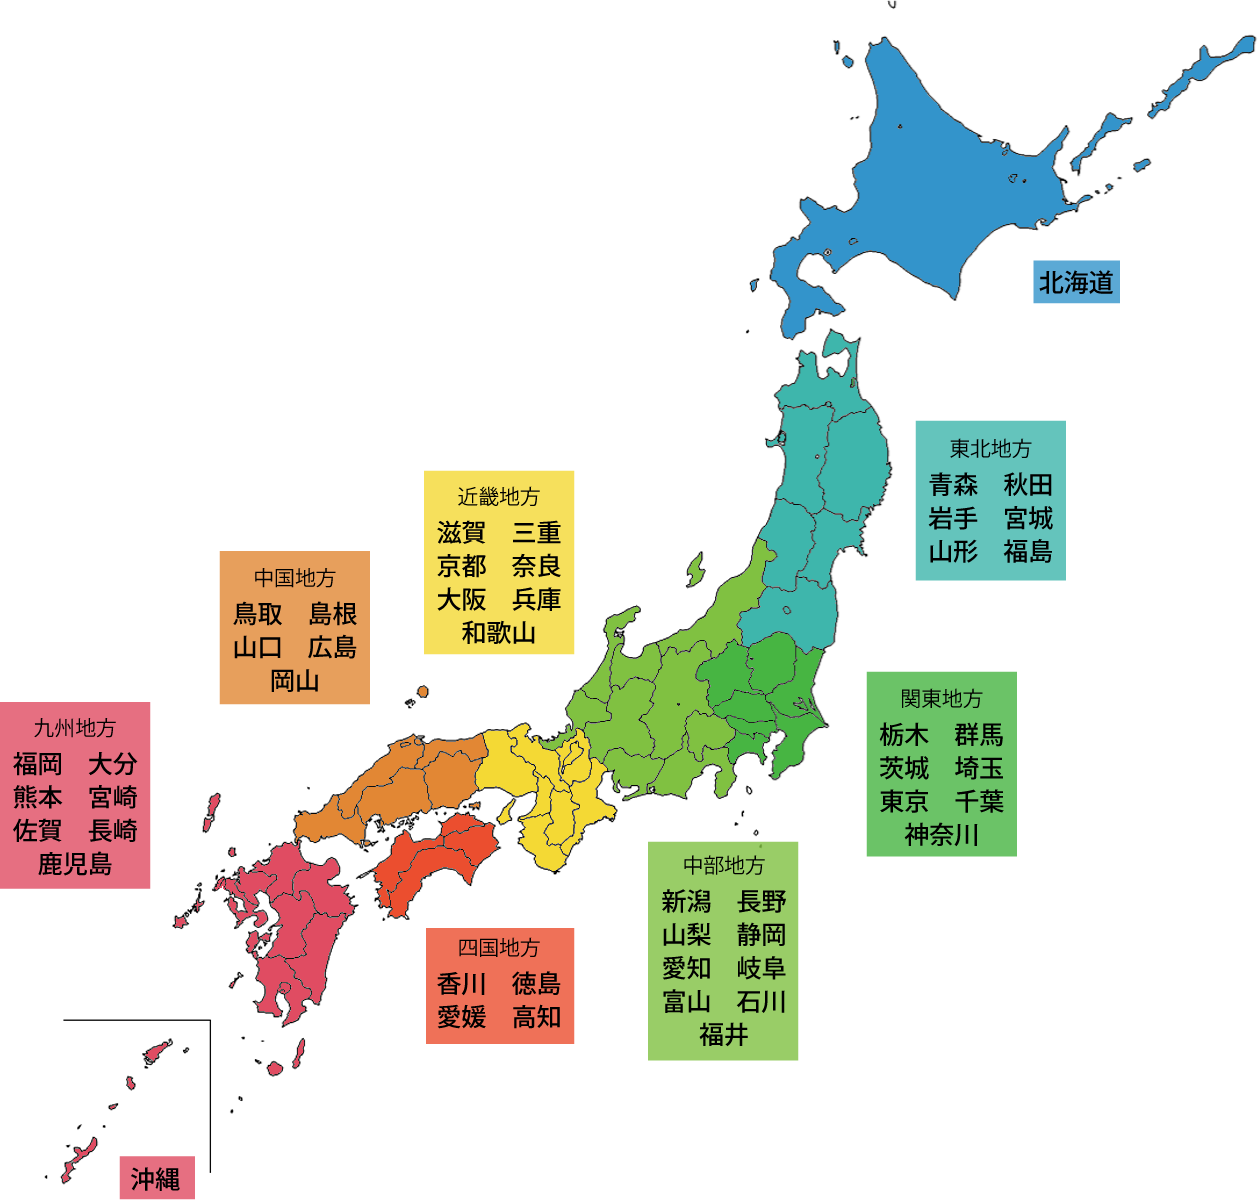 北海道
東北地方
青森 秋田
岩手 宮城
山形 福島
近畿地方
滋賀 三重
京都 奈良
大阪 兵庫
和歌山
中国地方
鳥取 島根
山口 広島
岡山
関東地方
栃木 群馬
茨城 埼玉
東京 千葉
神奈川
九州地方
福岡 大分
熊本 宮崎
佐賀 長崎
鹿児島
中部地方
新潟 長野
山梨 静岡
愛知 岐阜
富山 石川
福井
四国地方
香川 徳島
愛媛 高知
沖縄